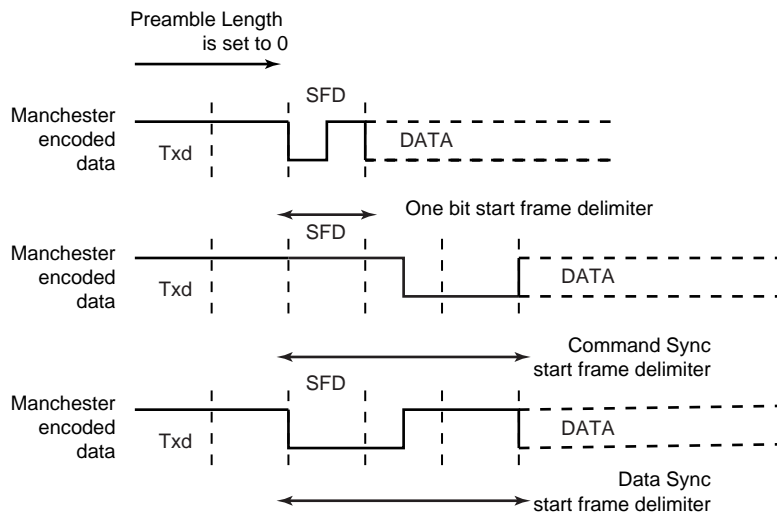 Preamble Length
is set to 0
SFD
Manchester
encoded
data
Txd
DATA
One bit start frame delimiter
SFD
Manchester
encoded
data
Txd
DATA
Command Sync
start frame delimiter
SFD
Manchester
encoded
data
Txd
DATA
Data Sync
start frame delimiter